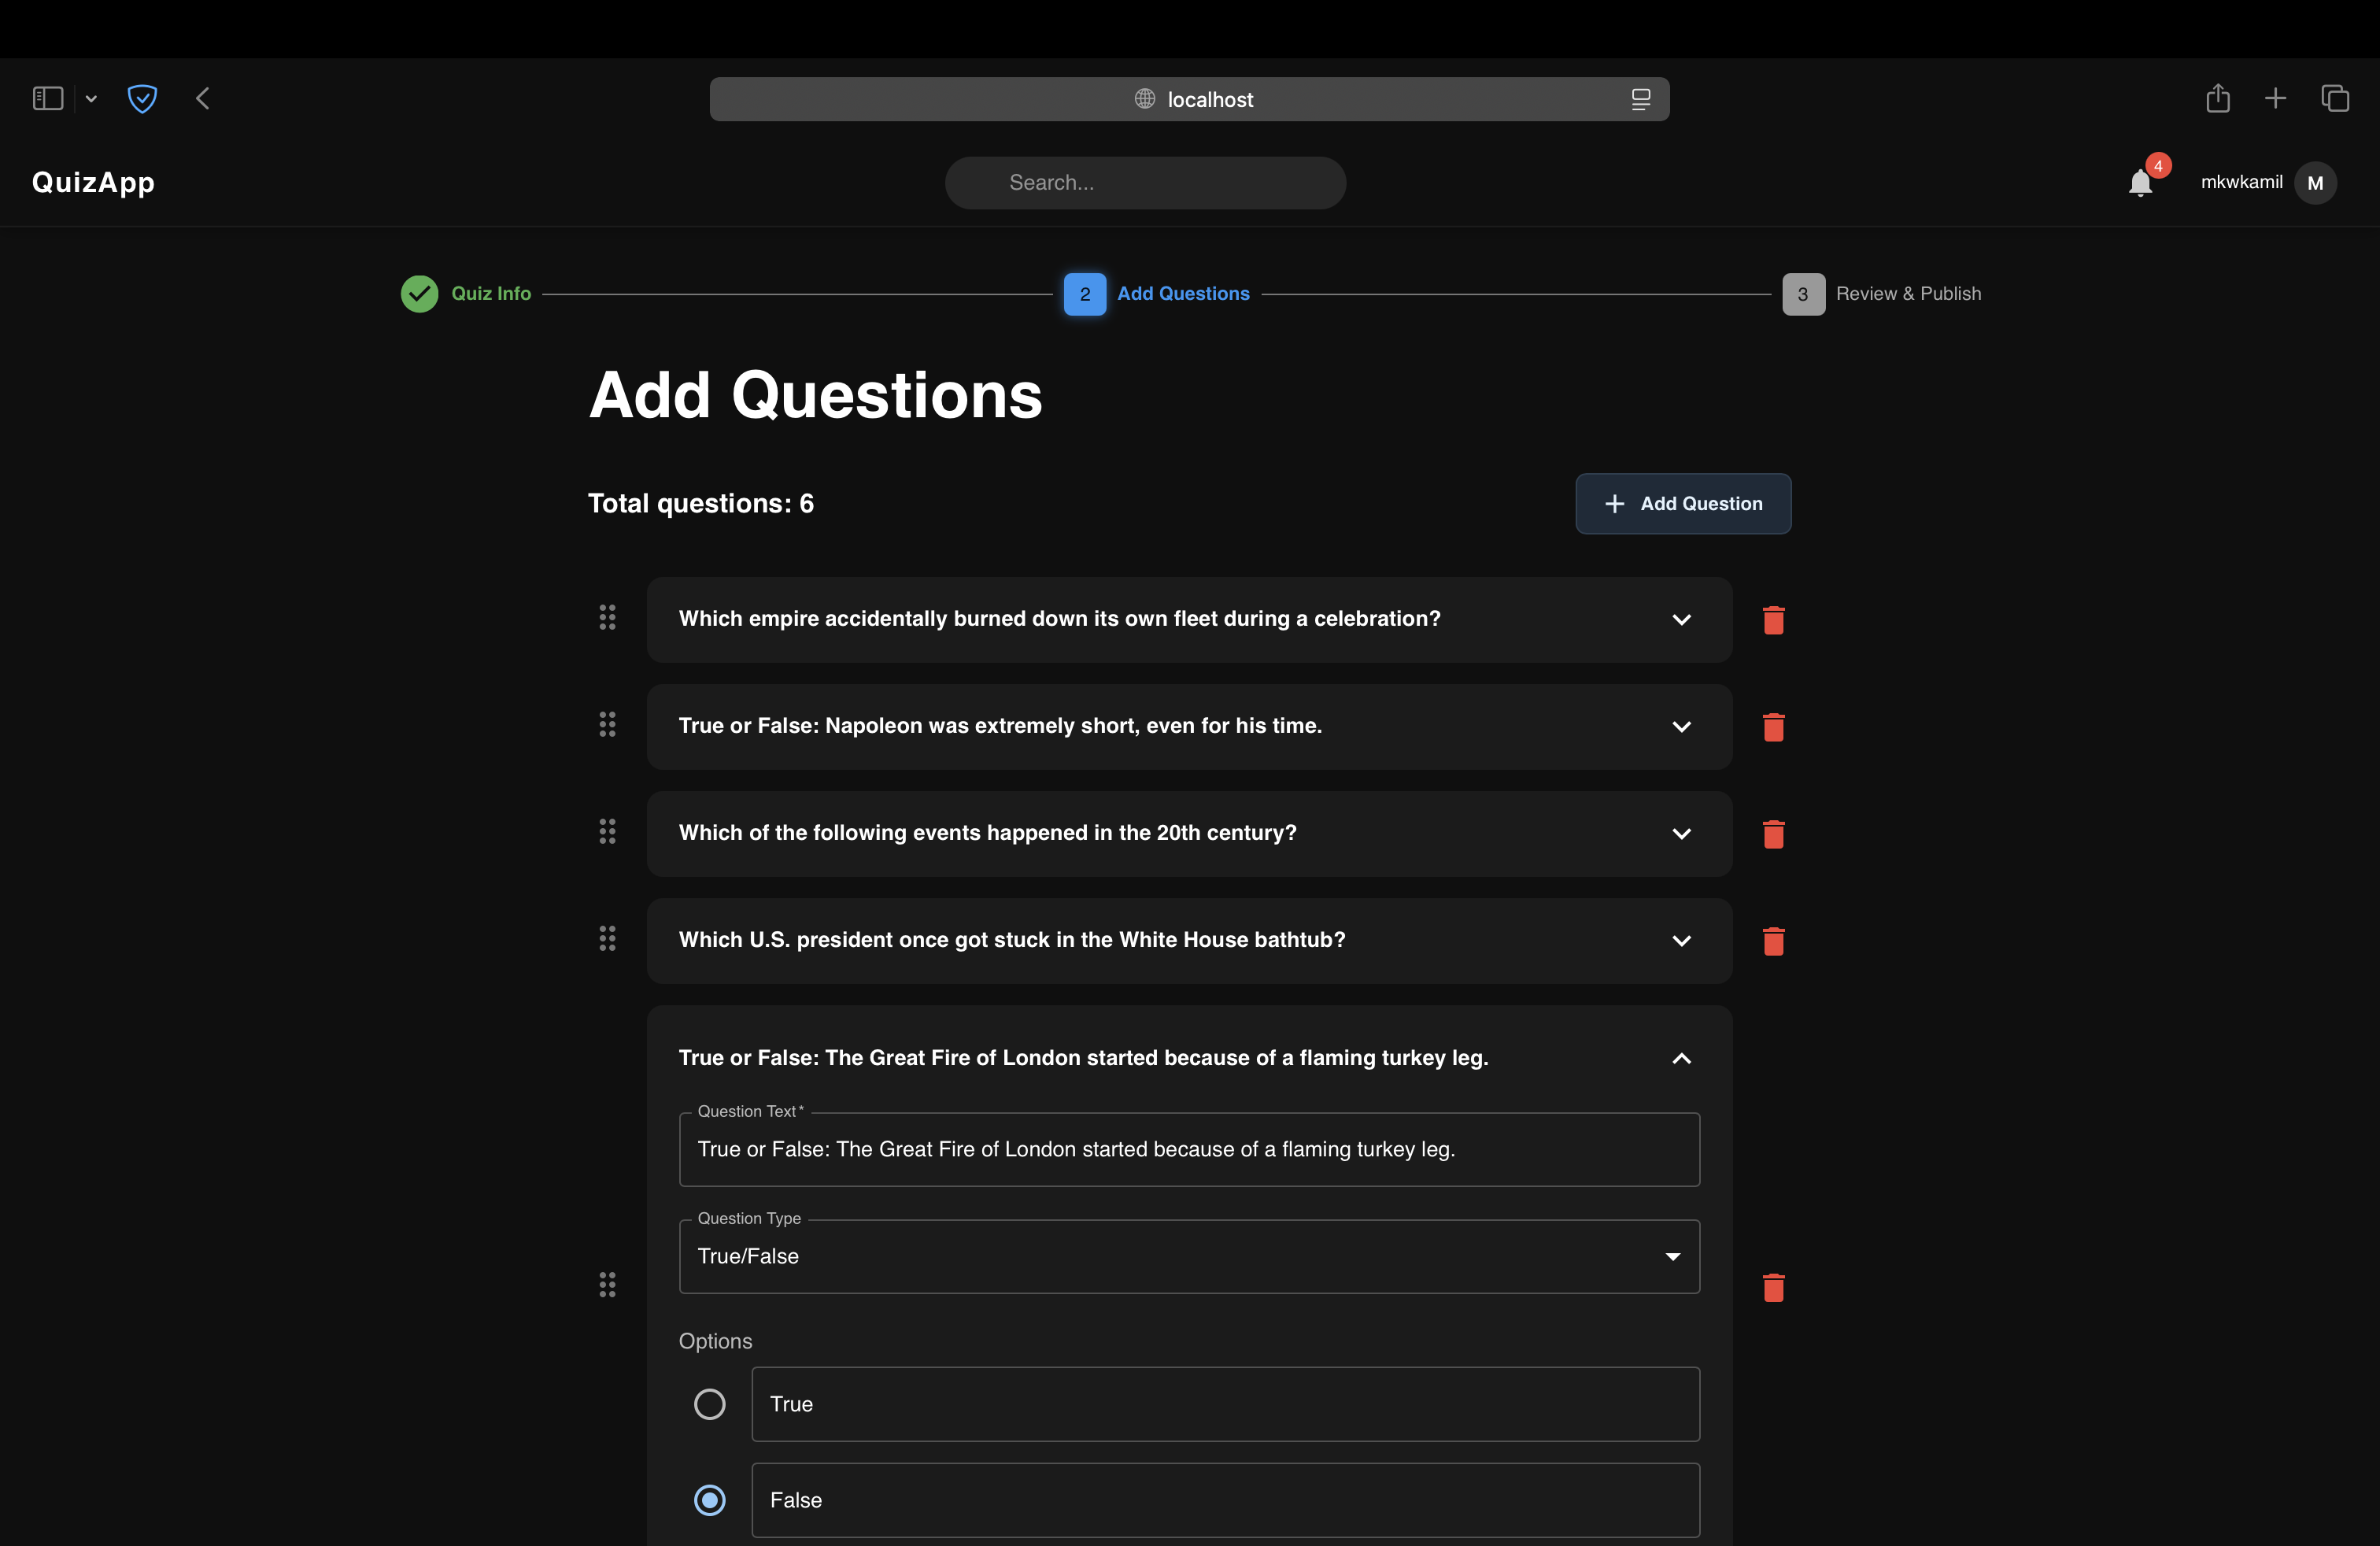 localhost
QuizApp
Search...
4
mkwkamil
M
Quiz Info
2
Add Questions
3
Review & Publish
Add Questions
Total questions: 6
Add Question
Which empire accidentally burned down its own fleet during a celebration?
True or False: Napoleon was extremely short, even for his time.
Which of the following events happened in the 20th century?
Which U.S. president once got stuck in the White House bathtub?
True or False: The Great Fire of London started because of a flaming turkey leg.
Question Text*
True or False: The Great Fire of London started because of a flaming turkey leg.
Question Type
True/False
Options
True
False